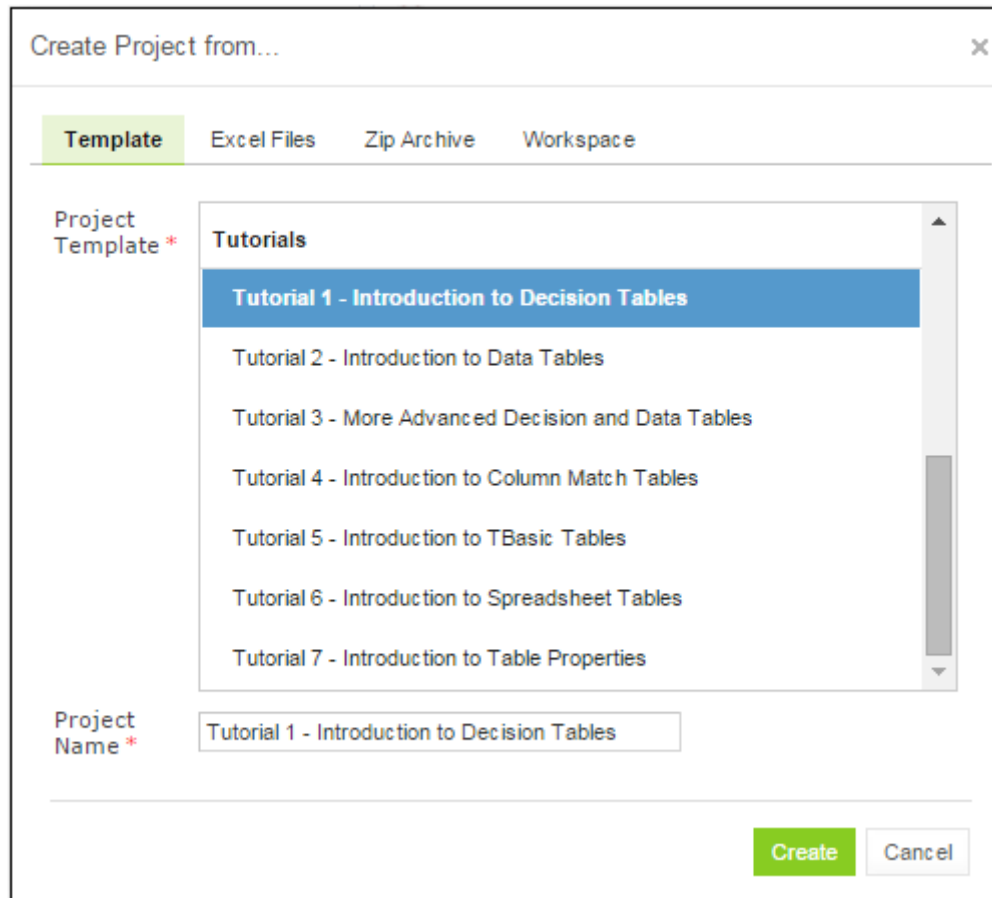 Create Project from...
×
Template Excel Files Zip Archive Workspace
Project
Template *
Tutorials
Tutorial 1 - Introduction to Decision Tables
Tutorial 2 - Introduction to Data Tables
Tutorial 3 - More Advanced Decision and Data Tables
Tutorial 4 - Introduction to Column Match Tables
Tutorial 5 - Introduction to TBasic Tables
Tutorial 6 - Introduction to Spreadsheet Tables
Tutorial 7 - Introduction to Table Properties
Project
Name *
Tutorial 1 - Introduction to Decision Tables
Create Cancel